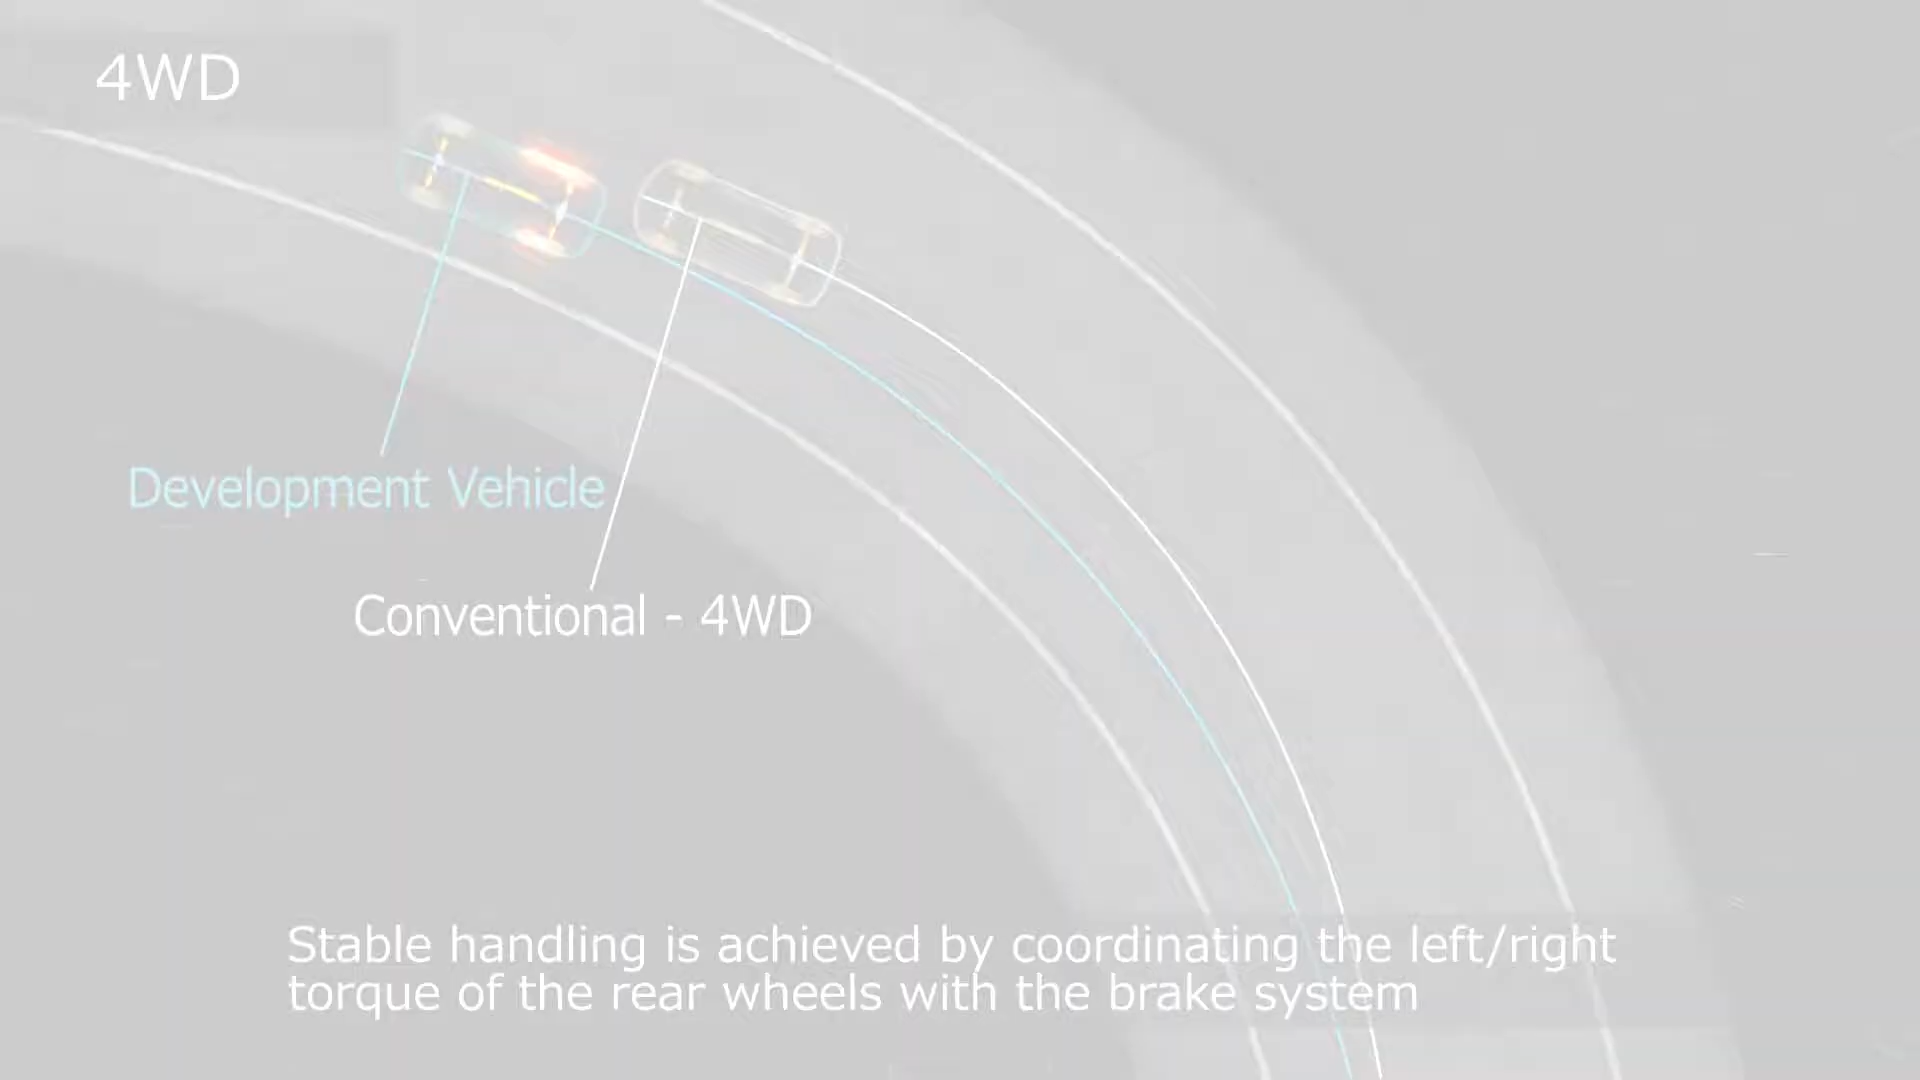 4WD
Development Vehicle
Conventional - 4WD
Stable handling is achieved by coordinating the left/right
torque of the rear wheels with the brake system